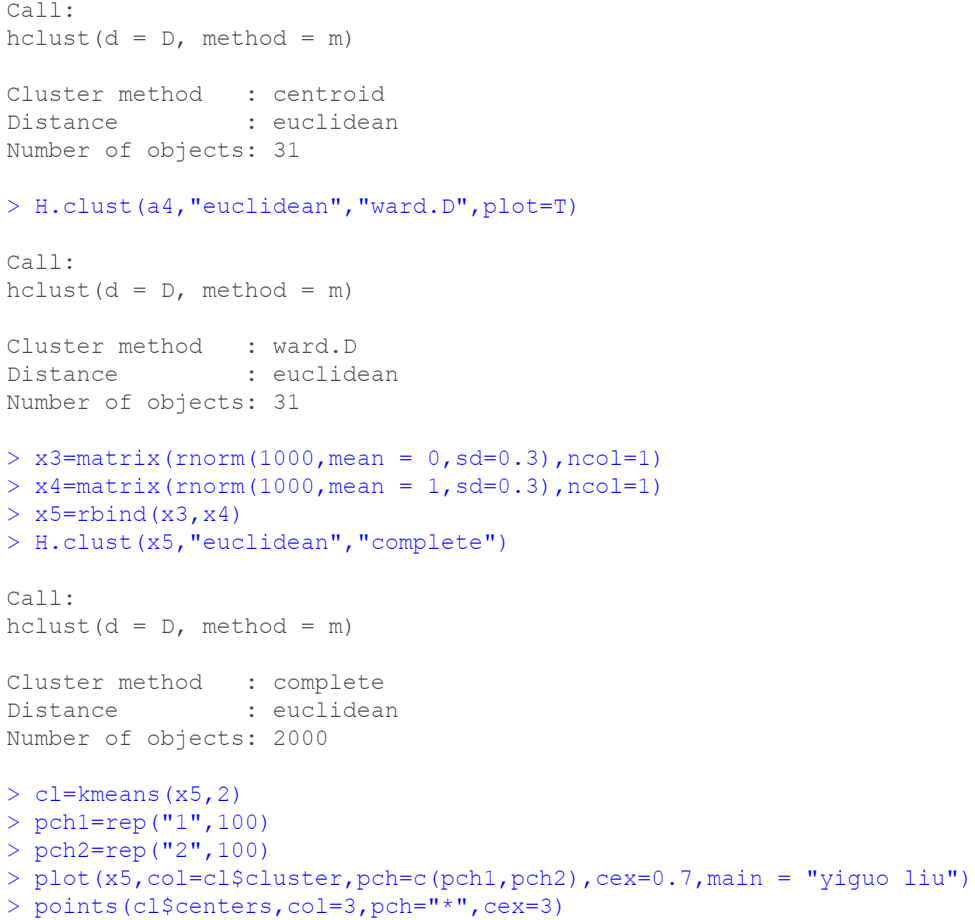 Call:
hclust(d = D, method = m)
Cluster method   : centroid
Distance         : euclidean
Number of objects: 31
> H.clust(a4,"euclidean","ward.D",plot=T)
Call:
hclust(d = D, method = m)
Cluster method   : ward.D
Distance         : euclidean
Number of objects: 31
> x3=matrix(rnorm(1000,mean = 0,sd=0.3),ncol=1)
> x4=matrix(rnorm(1000,mean = 1,sd=0.3),ncol=1)
> x5=rbind(x3,x4)
> H.clust(x5,"euclidean","complete")
Call:
hclust(d = D, method = m)
Cluster method   : complete
Distance         : euclidean
Number of objects: 2000
> cl=kmeans(x5,2)
> pch1=rep("1",100)
> pch2=rep("2",100)
> plot(x5,col=cl$cluster,pch=c(pch1,pch2),cex=0.7,main = "yiguo liu")
> points(cl$centers,col=3,pch="*",cex=3)